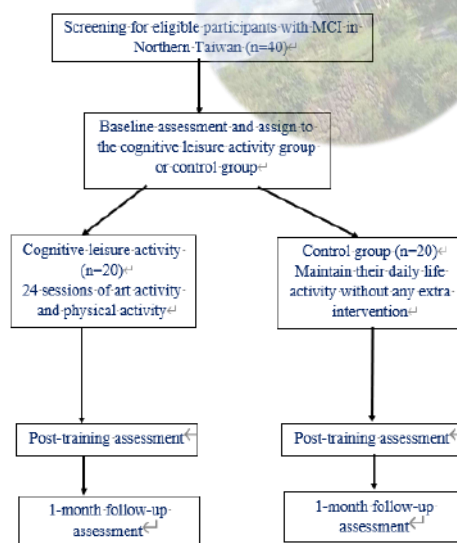 Screening for eligible participants with MCI in
Northern Taiwan (n=40)
Baseline assessment and assign to
the cognitive leisure activity group
or control group
Cognitive leisure activity
(n=20)
24 sessions of art activity
and physical activity
Control group (n=20)
Maintain their daily life
activity without any extra
intervention
Post-training assessment
Post-training assessment
1-month follow-up
assessment
1-month follow-up
assessment